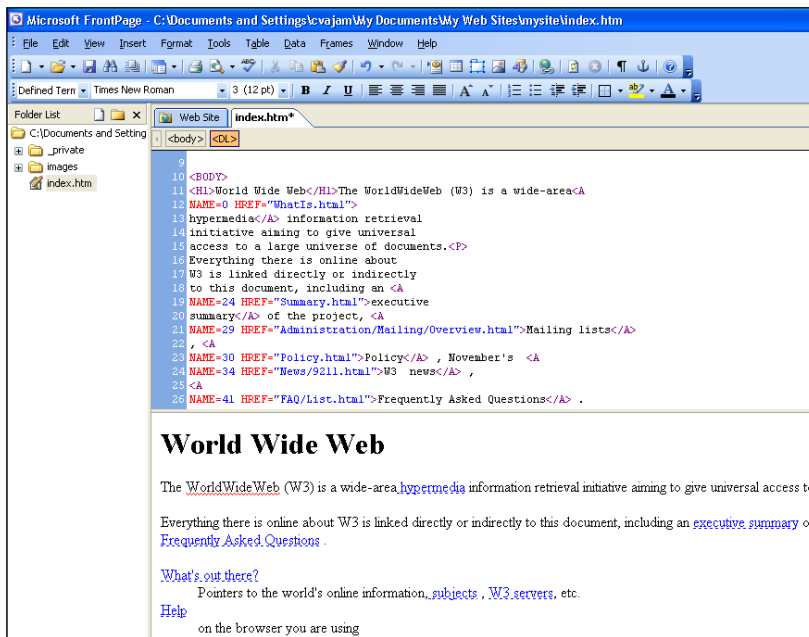 Microsoft FrontPage - C:\Documents and Settings\cvajam\My Documents\My Web Sites\mysite\index.htm
File Edit View Insert Format Tools Table Data Frames Window Help
Defined Tern Times New Roman 3 (12 pt) B I U A A A
Folder List
Web Site index.htm*
C:\Documents and Setting
<body> <DL>
_private
images
index.htm
9
10 <BODY>
11 <H1>World Wide Web</H1>The WorldWideWeb (W3) is a wide-area<A
12 NAME=0 HREF="WhatIs.html">
13 hypermedia</A> information retrieval
14 initiative aiming to give universal
15 access to a large universe of documents.<P>
16 Everything there is online about
17 W3 is linked directly or indirectly
18 to this document, including an <A
19 NAME=24 HREF="Summary.html">executive
20 summary</A> of the project, <A
21 NAME=29 HREF="Administration/Mailing/Overview.html">Mailing lists</A>
22 , <A
23 NAME=30 HREF="Policy.html">Policy</A> , November's <A
24 NAME=34 HREF="News/9211.html">W3 news</A> ,
25 <A
26 NAME=41 HREF="FAQ/List.html">Frequently Asked Questions</A> .
World Wide Web
The WorldWideWeb (W3) is a wide-area hypermedia information retrieval initiative aiming to give universal access to
Everything there is online about W3 is linked directly or indirectly to this document, including an executive summary o
Frequently Asked Questions .
What's out there?
Pointers to the world's online information, subjects , W3 servers, etc.
Help
on the browser you are using